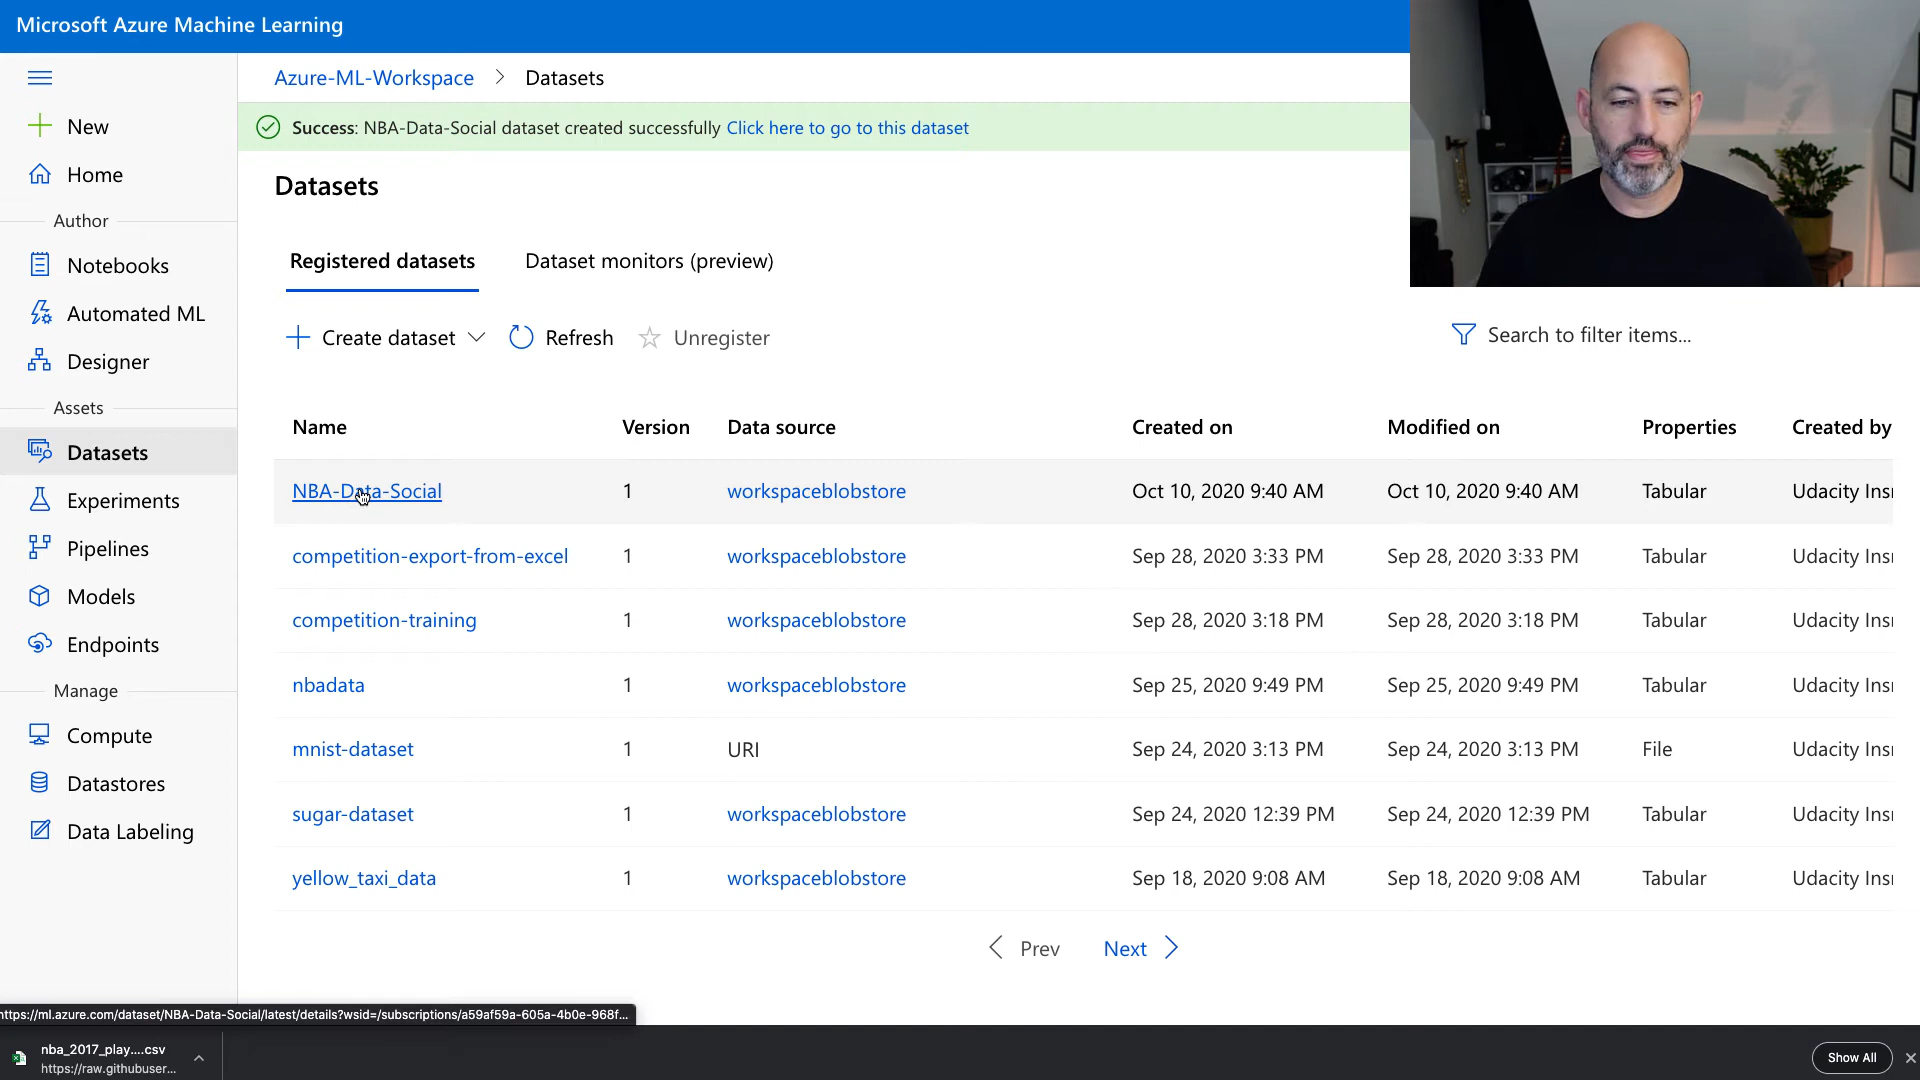 Microsoft Azure Machine Learning
Azure-ML-Workspace > Datasets
New
Success: NBA-Data-Social dataset created successfully Click here to go to this dataset
Home
Datasets
Author
Notebooks
Registered datasets Dataset monitors (preview)
Automated ML
Create dataset Refresh Unregister Search to filter items...
Designer
Assets
Name Version Data source Created on Modified on Properties Created by
Datasets
NBA-Data-Social 1 workspaceblobstore Oct 10, 2020 9:40 AM Oct 10, 2020 9:40 AM Tabular Udacity
Experiments
Pipelines
competition-export-from-excel 1 workspaceblobstore Sep 28, 2020 3:33 PM Sep 28, 2020 3:33 PM Tabular Udacity
Models
competition-training 1 workspaceblobstore Sep 28, 2020 3:18 PM Sep 28, 2020 3:18 PM Tabular Udacity
Endpoints
nbadata 1 workspaceblobstore Sep 25, 2020 9:49 PM Sep 25, 2020 9:49 PM Tabular Udacity
Manage
Compute
mnist-dataset 1 URI Sep 24, 2020 3:13 PM Sep 24, 2020 3:13 PM File Udacity
Datastores
sugar-dataset 1 workspaceblobstore Sep 24, 2020 12:39 PM Sep 24, 2020 12:39 PM Tabular Udacity
Data Labeling
yellow_taxi_data 1 workspaceblobstore Sep 18, 2020 9:08 AM Sep 18, 2020 9:08 AM Tabular Udacity
Prev Next
https://ml.azure.com/dataset/NBA-Data-Social/latest/details?wsid=/subscriptions/a59af59a-605a-4b0e-968f...
nba_2017_play....csv
https://raw.githubuser...
Show All